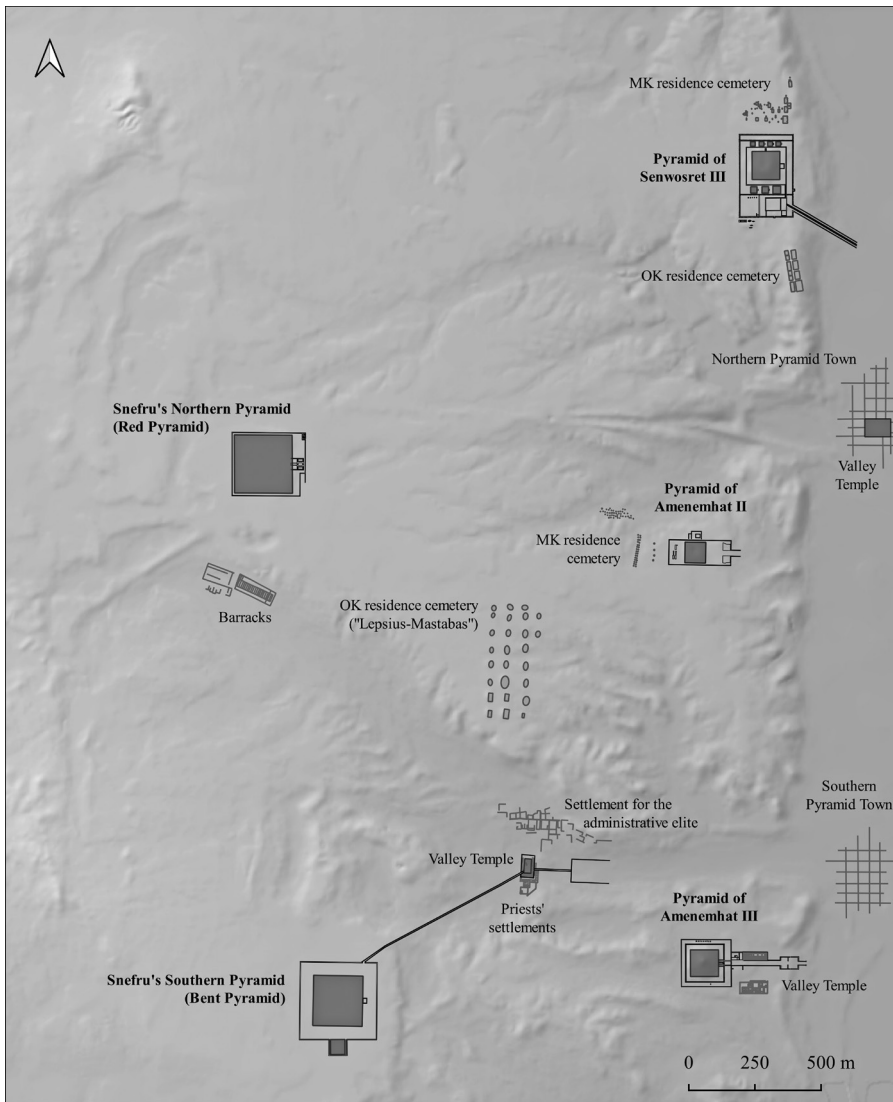 MK residence cemetery
Pyramid of
Senwosret III
OK residence cemetery
Northern Pyramid Town
Snefru's Northern Pyramid
(Red Pyramid)
Valley
Temple
Pyramid of
Amenemhat II
MK residence
cemetery
Barracks
OK residence cemetery
("Lepsius-Mastabas")
Southern
Pyramid Town
Settlement for the
administrative elite
Valley Temple
Priests'
settlements
Pyramid of
Amenemhat III
Snefru's Southern Pyramid
(Bent Pyramid)
Valley Temple
0 250 500 m